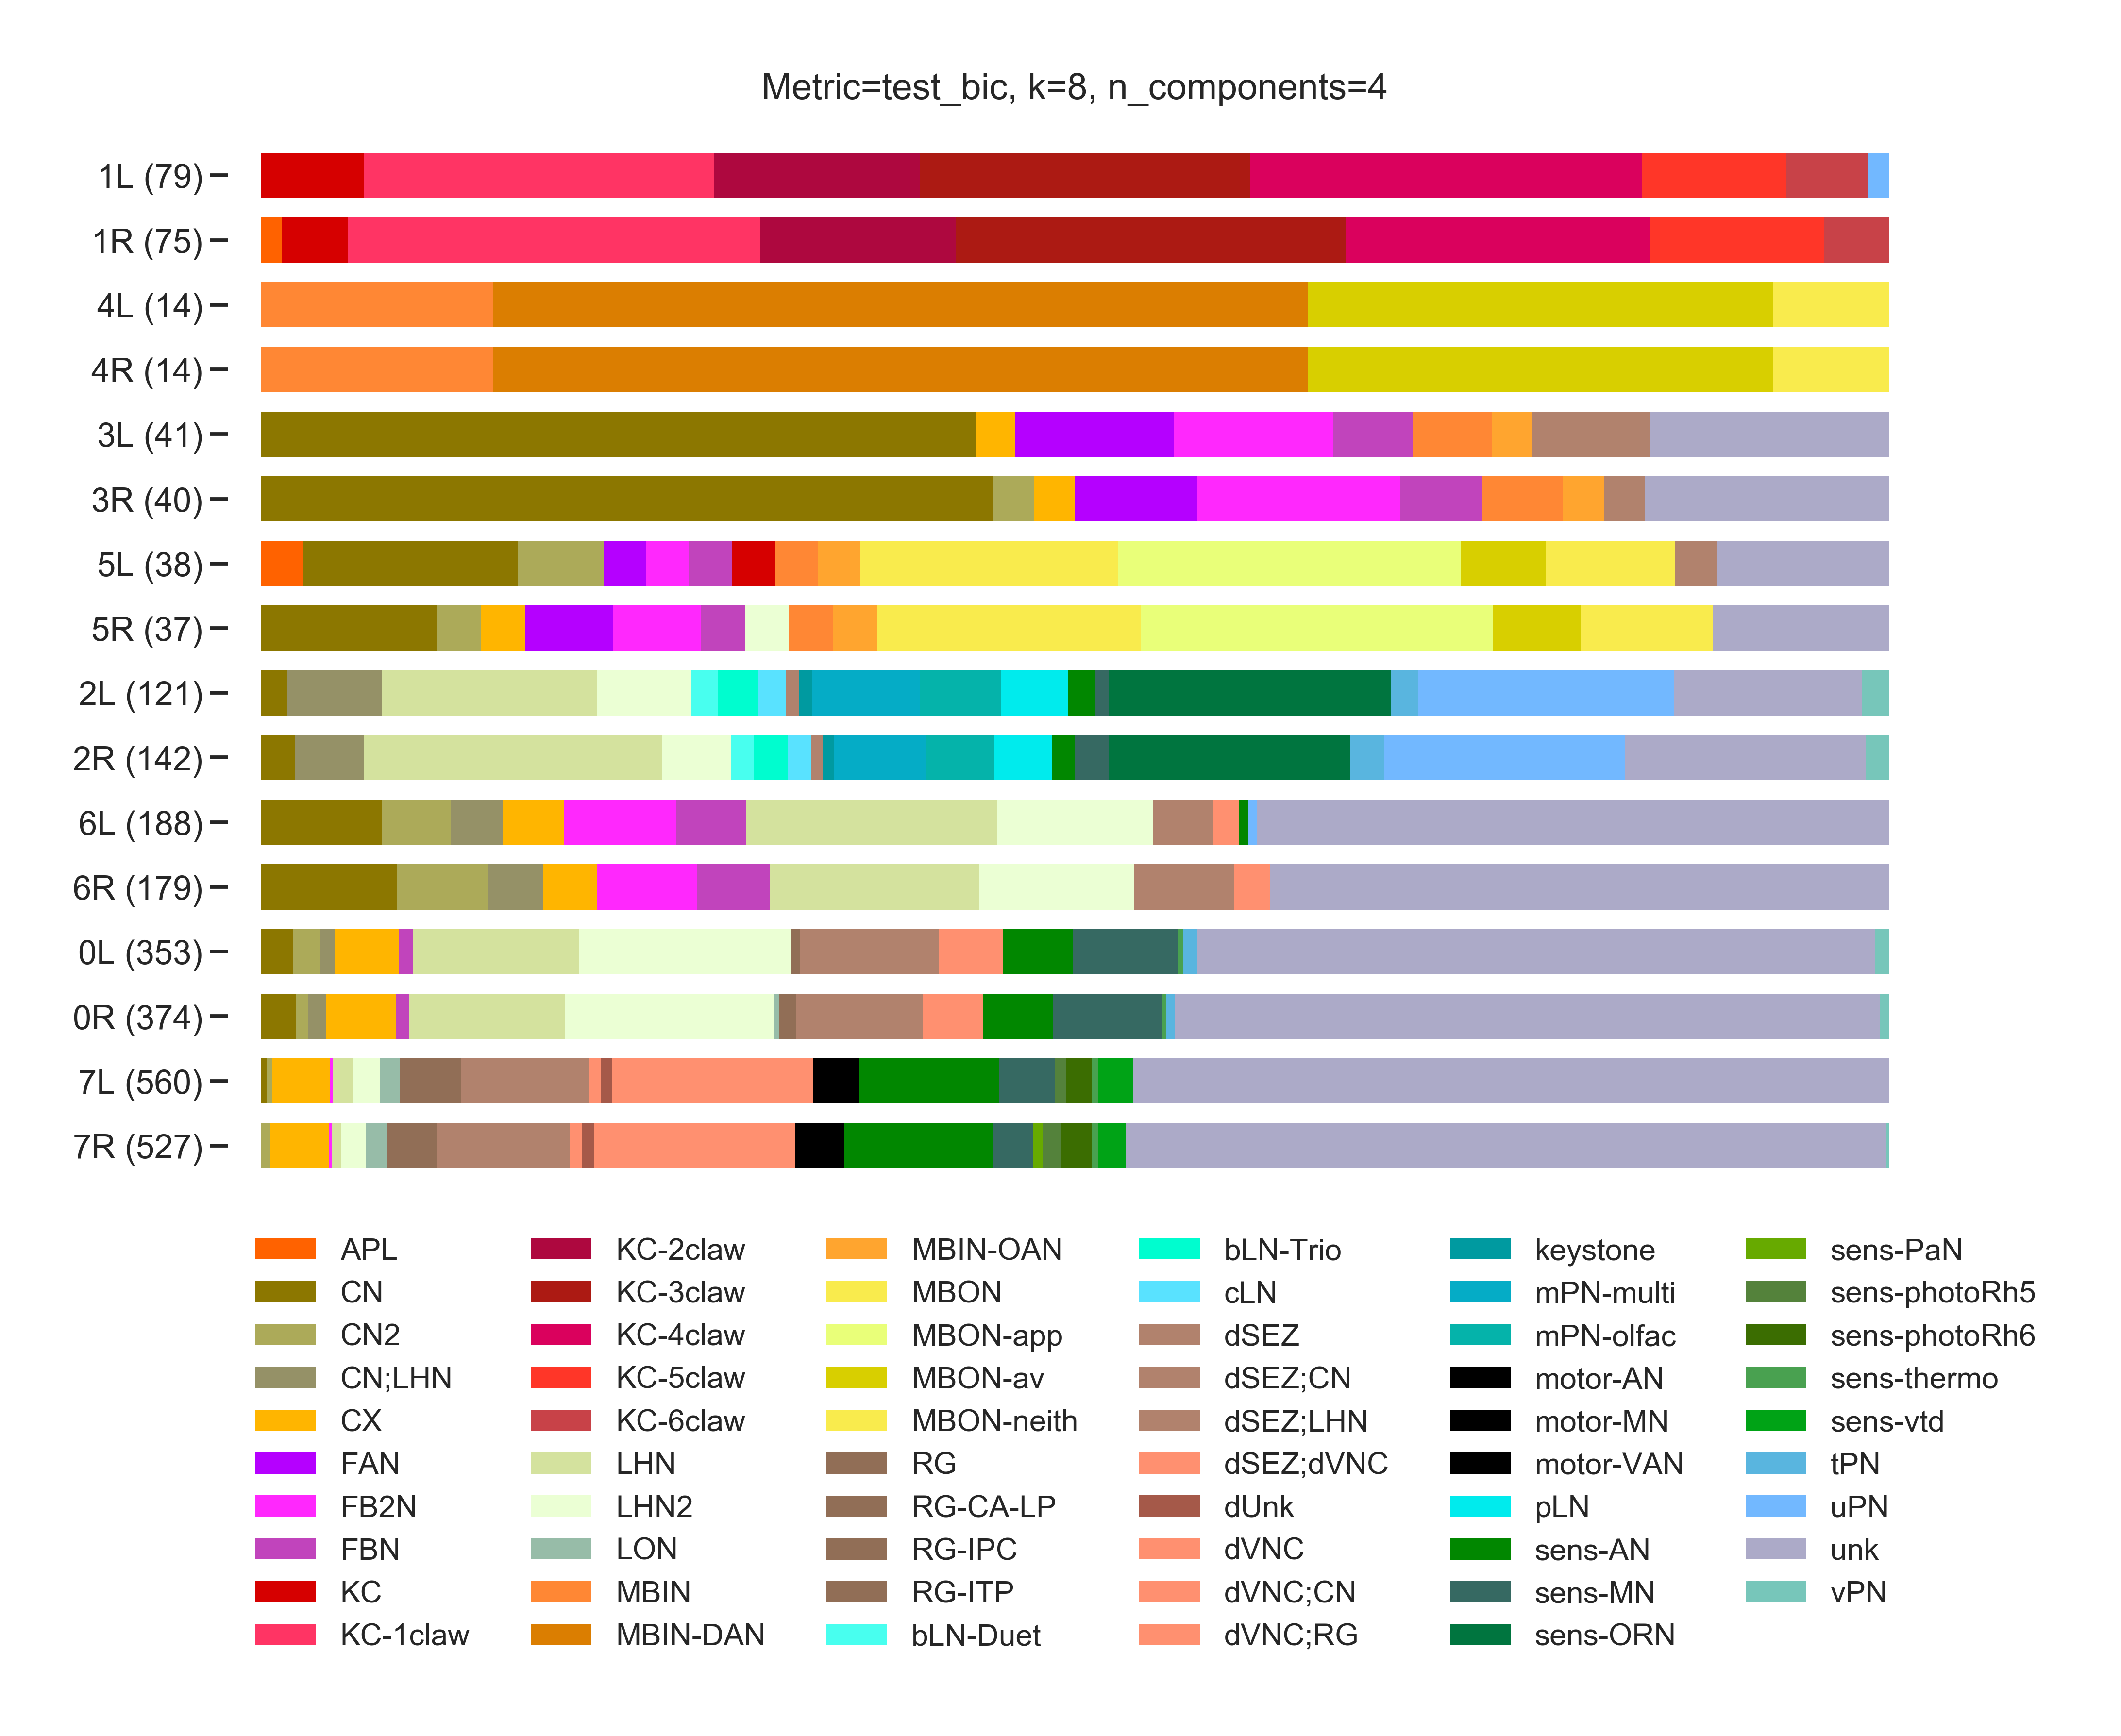 Metric=test_bic, k=8, n_components=4
1L (79)
1R (75)
4L (14)
4R (14)
3L (41)
3R (40)
5L (38)
5R (37)
2L (121)
2R (142)
6L (188)
6R (179)
0L (353)
0R (374)
7L (560)
7R (527)
APL
CN
CN2
CN;LHN
CX
FAN
FB2N
FBN
KC
KC-1claw
KC-2claw
KC-3claw
KC-4claw
KC-5claw
KC-6claw
LHN
LHN2
LON
MBIN
MBIN-DAN
MBIN-OAN
MBON
MBON-app
MBON-av
MBON-neith
RG
RG-CA-LP
RG-IPC
RG-ITP
bLN-Duet
bLN-Trio
cLN
dSEZ
dSEZ;CN
dSEZ;LHN
dSEZ;dVNC
dUnk
dVNC
dVNC;CN
dVNC;RG
keystone
mPN-multi
mPN-olfac
motor-AN
motor-MN
motor-VAN
pLN
sens-AN
sens-MN
sens-ORN
sens-PaN
sens-photoRh5
sens-photoRh6
sens-thermo
sens-vtd
tPN
uPN
unk
vPN